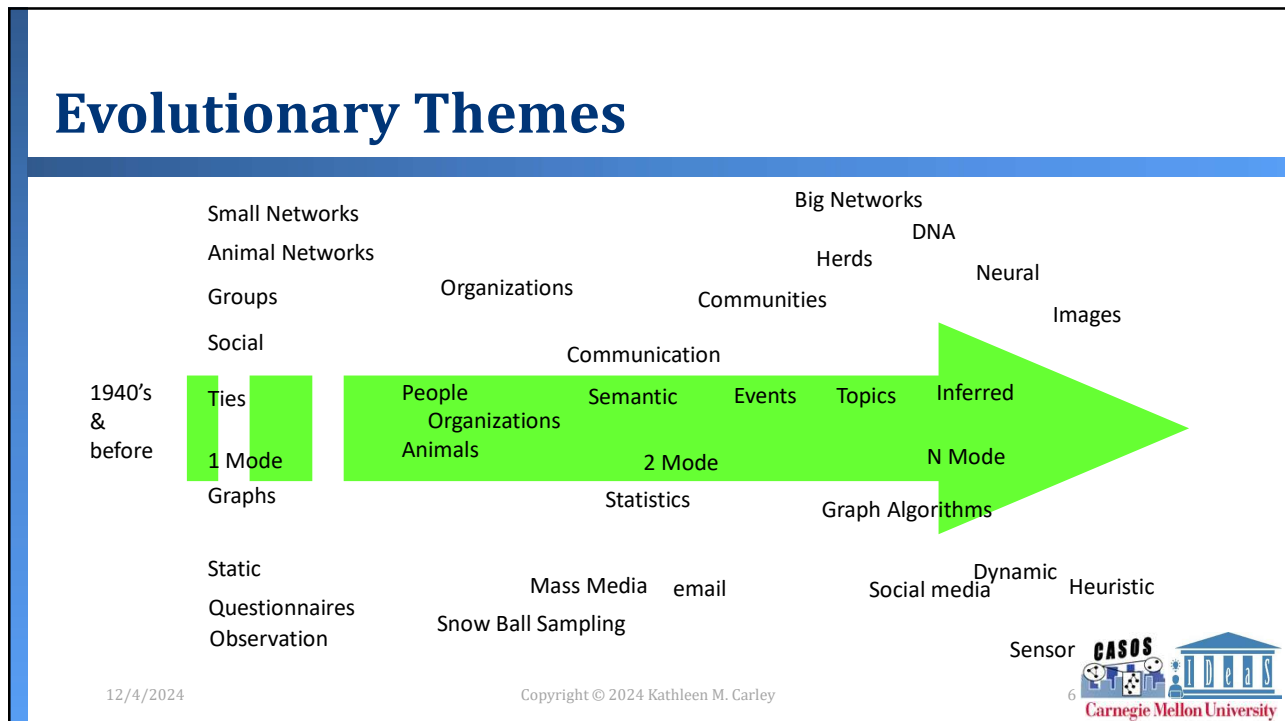 Evolutionary Themes
Small Networks
Animal Networks
Groups
Social
Organizations
Communication
Communities
Big Networks
DNA
Herds
Neural
Images
1940's
&
before
Ties
1 Mode
People
Organizations
Animals
Semantic
Events
Topics
Inferred
2 Mode
N Mode
Graphs
Statistics
Graph Algorithms
Static
Questionnaires
Observation
Mass Media
email
Snow Ball Sampling
Social media
Dynamic
Heuristic
Sensor
12/4/2024
Copyright © 2024 Kathleen M. Carley
6
CASOS
IDeaS
Carnegie Mellon University